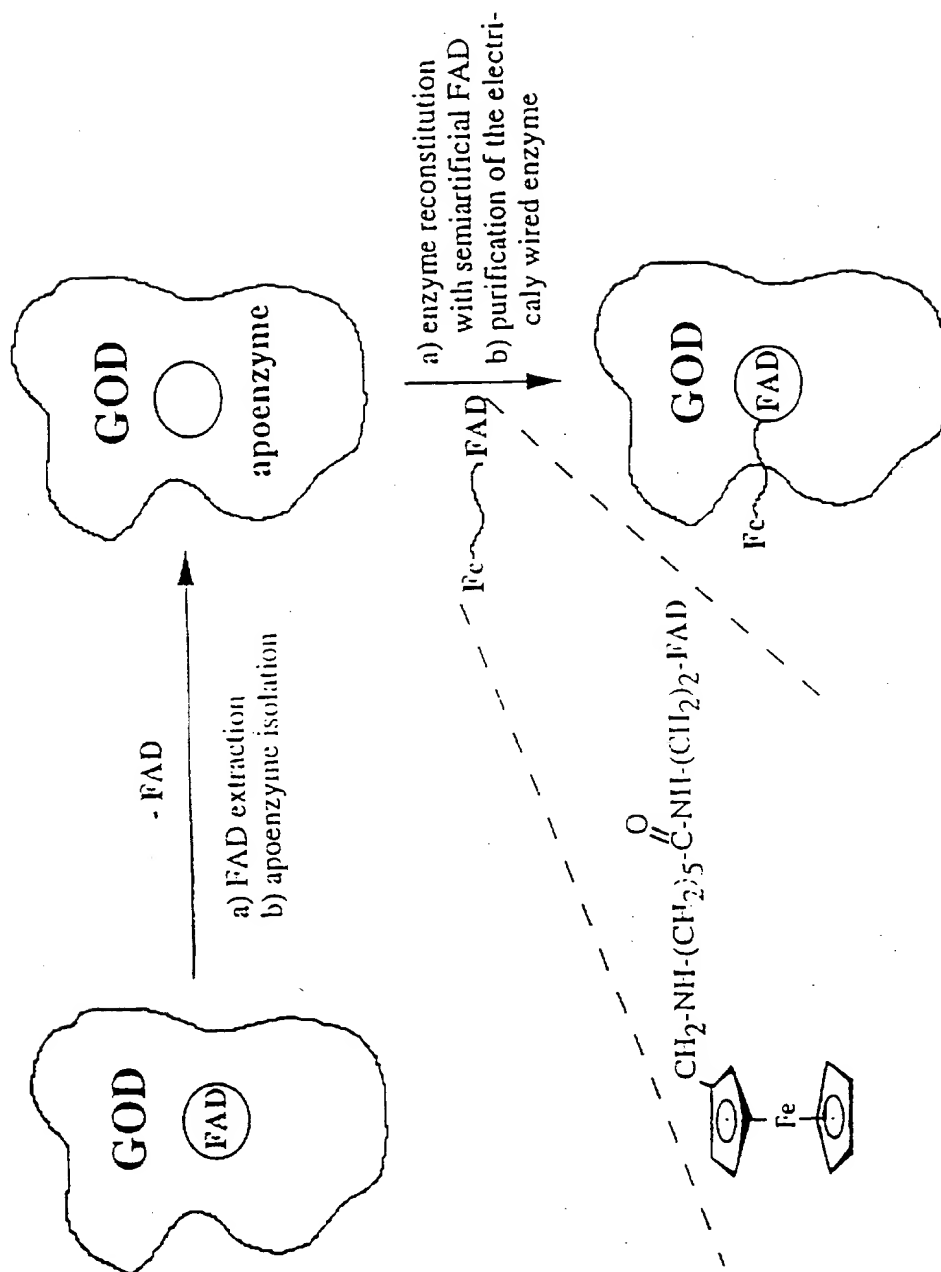 GOD
FAD
- FAD
a) FAD extraction
b) apoenzyme isolation
GOD
apoenzyme
a) enzyme reconstitution
with semiartificial FAD
b) purification of the electri-
caly wired enzyme
Fc FAD
GOD
FAD
Fc
O
CH2-NH-(CH2)5-C-NH-(CH2)2-FAD
Fe